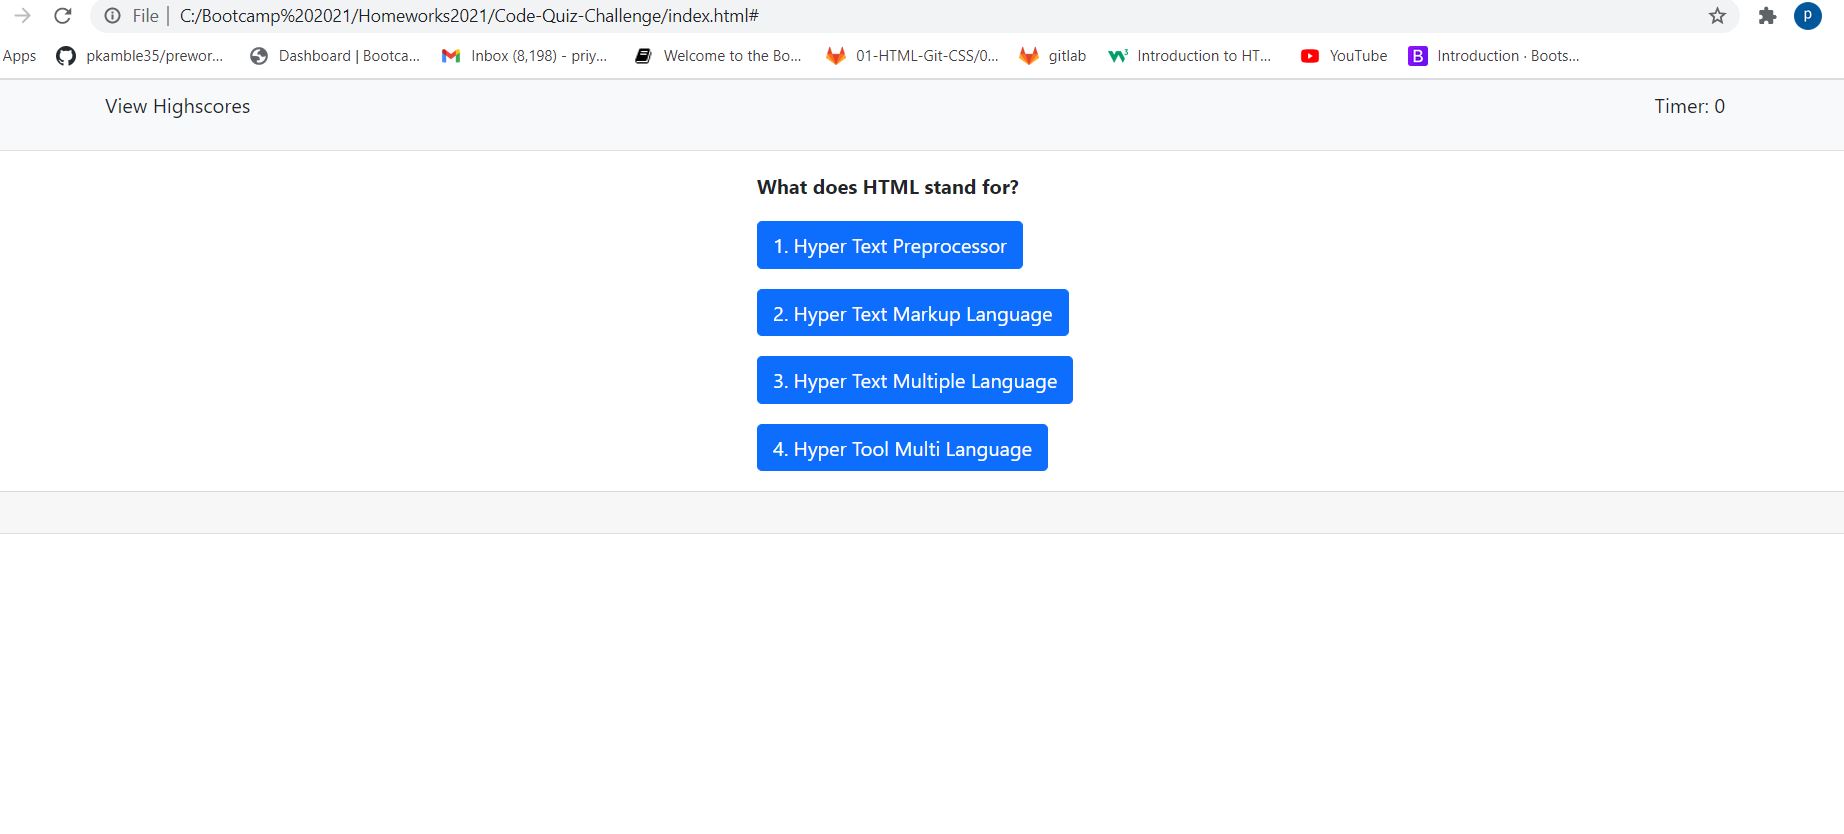 File | C:/Bootcamp%202021/Homeworks2021/Code-Quiz-Challenge/index.html#
p
Apps pkamble35/prewor... Dashboard | Bootca... Inbox (8,198) - priy... Welcome to the Bo... 01-HTML-Git-CSS/0... gitlab W3 Introduction to HT... YouTube B Introduction · Boots...
View Highscores Timer: 0
What does HTML stand for?
1. Hyper Text Preprocessor
2. Hyper Text Markup Language
3. Hyper Text Multiple Language
4. Hyper Tool Multi Language